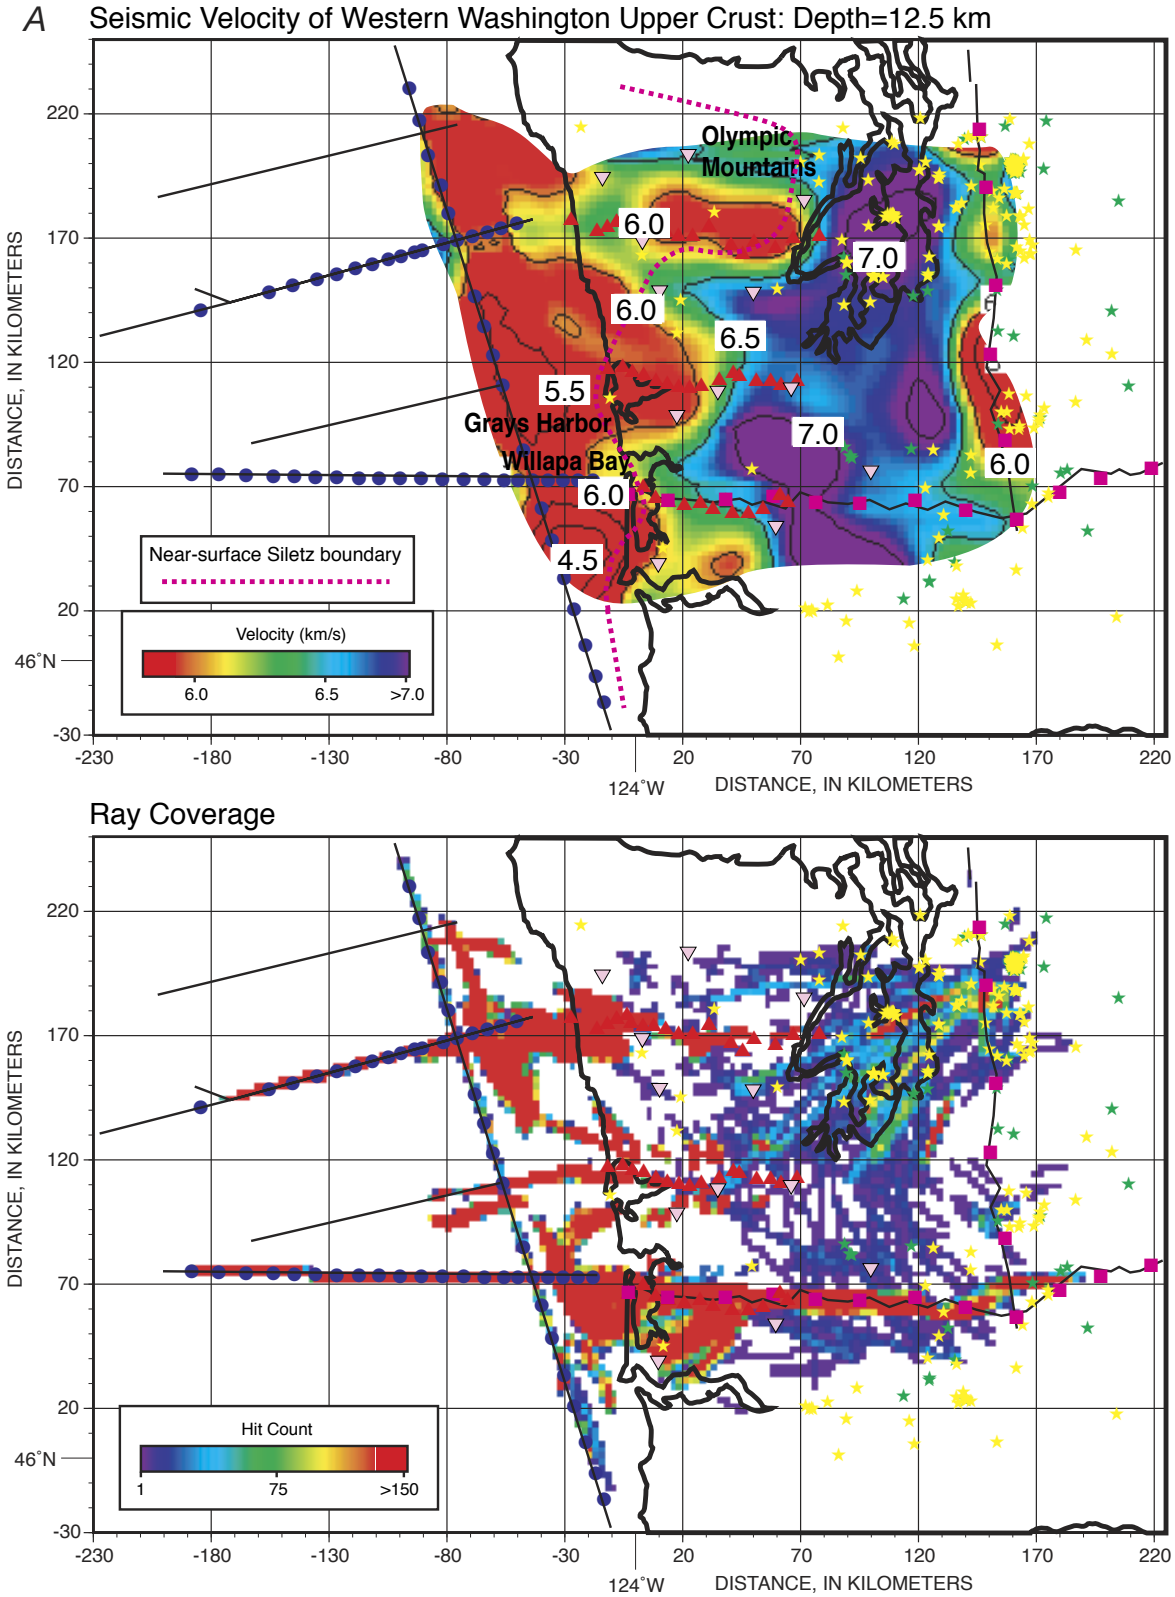 A
Seismic Velocity of Western Washington Upper Crust: Depth=12.5 km
DISTANCE, IN KILOMETERS
220
170
120
70
20
46°N
-30
Olympic
Mountains
6.0
7.0
6.0
6.5
5.5
Grays Harbor
7.0
Willapa Bay
6.0
6.0
4.5
Near-surface Siletz boundary
Velocity (km/s)
6.0 6.5 >7.0
-230 -180 -130 -80 -30 20 70 120 170 220
124°W
DISTANCE, IN KILOMETERS
Ray Coverage
DISTANCE, IN KILOMETERS
220
170
120
70
20
46°N
-30
Hit Count
1 75 >150
-230 -180 -130 -80 -30 20 70 120 170 220
124°W
DISTANCE, IN KILOMETERS